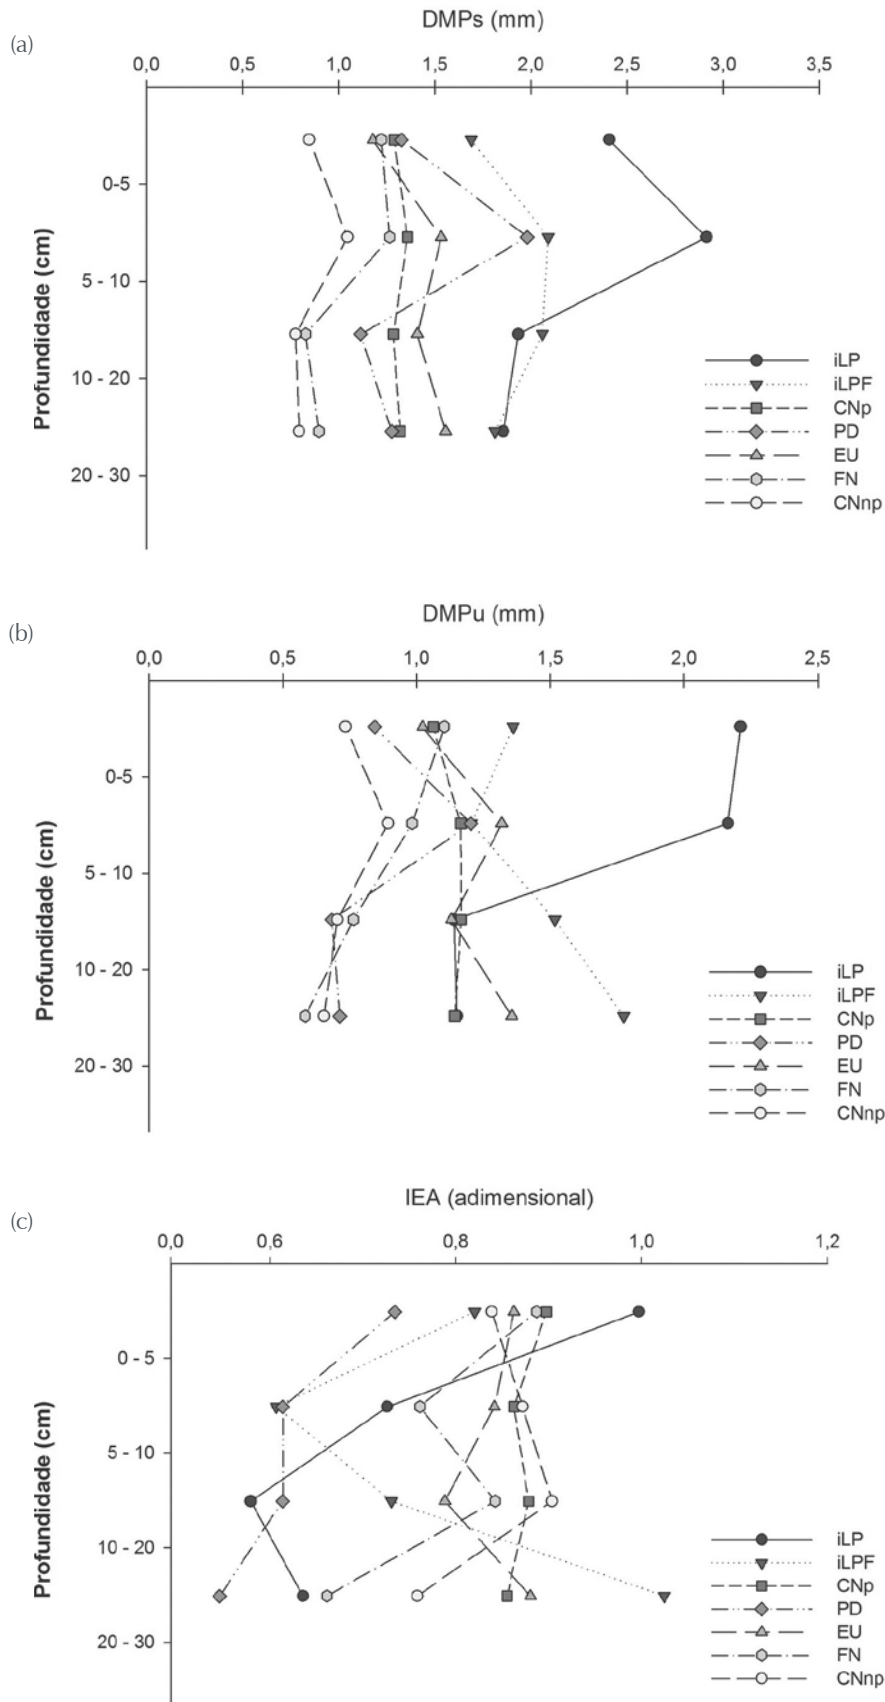 (a)
DMPs (mm)
0,0 0,5 1,0 1,5 2,0 2,5 3,0 3,5
Profundidade (cm)
0-5
5 - 10
10 - 20
20 - 30
iLP
iLPF
CNp
PD
EU
FN
CNnp
(b)
DMPu (mm)
0,0 0,5 1,0 1,5 2,0 2,5
Profundidade (cm)
0-5
5 - 10
10 - 20
20 - 30
iLP
iLPF
CNp
PD
EU
FN
CNnp
(c)
IEA (adimensional)
0,0 0,6 0,8 1,0 1,2
Profundidade (cm)
0 - 5
5 - 10
10 - 20
20 - 30
iLP
iLPF
CNp
PD
EU
FN
CNnp